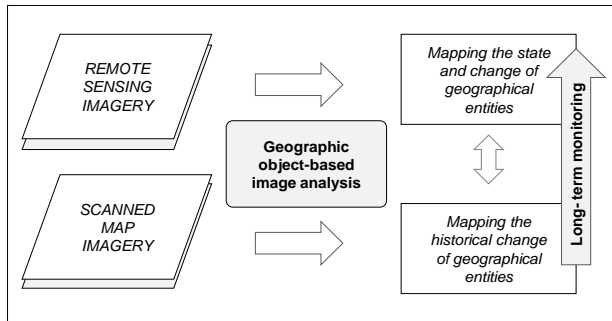 REMOTE
SENSING
IMAGERY
Mapping the state
and change of
geographical
entities
Geographic
object-based
image analysis
SCANNED
MAP
IMAGERY
Mapping the
historical change
of geographical
entities
Long- term monitoring